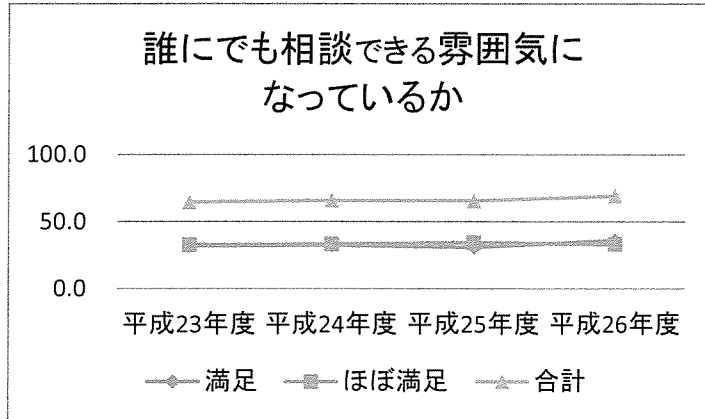 誰にでも相談できる雰囲気に
なっているか
100.0
50.0
0.0
平成23年度 平成24年度 平成25年度 平成26年度
満足 ほぼ満足 合計